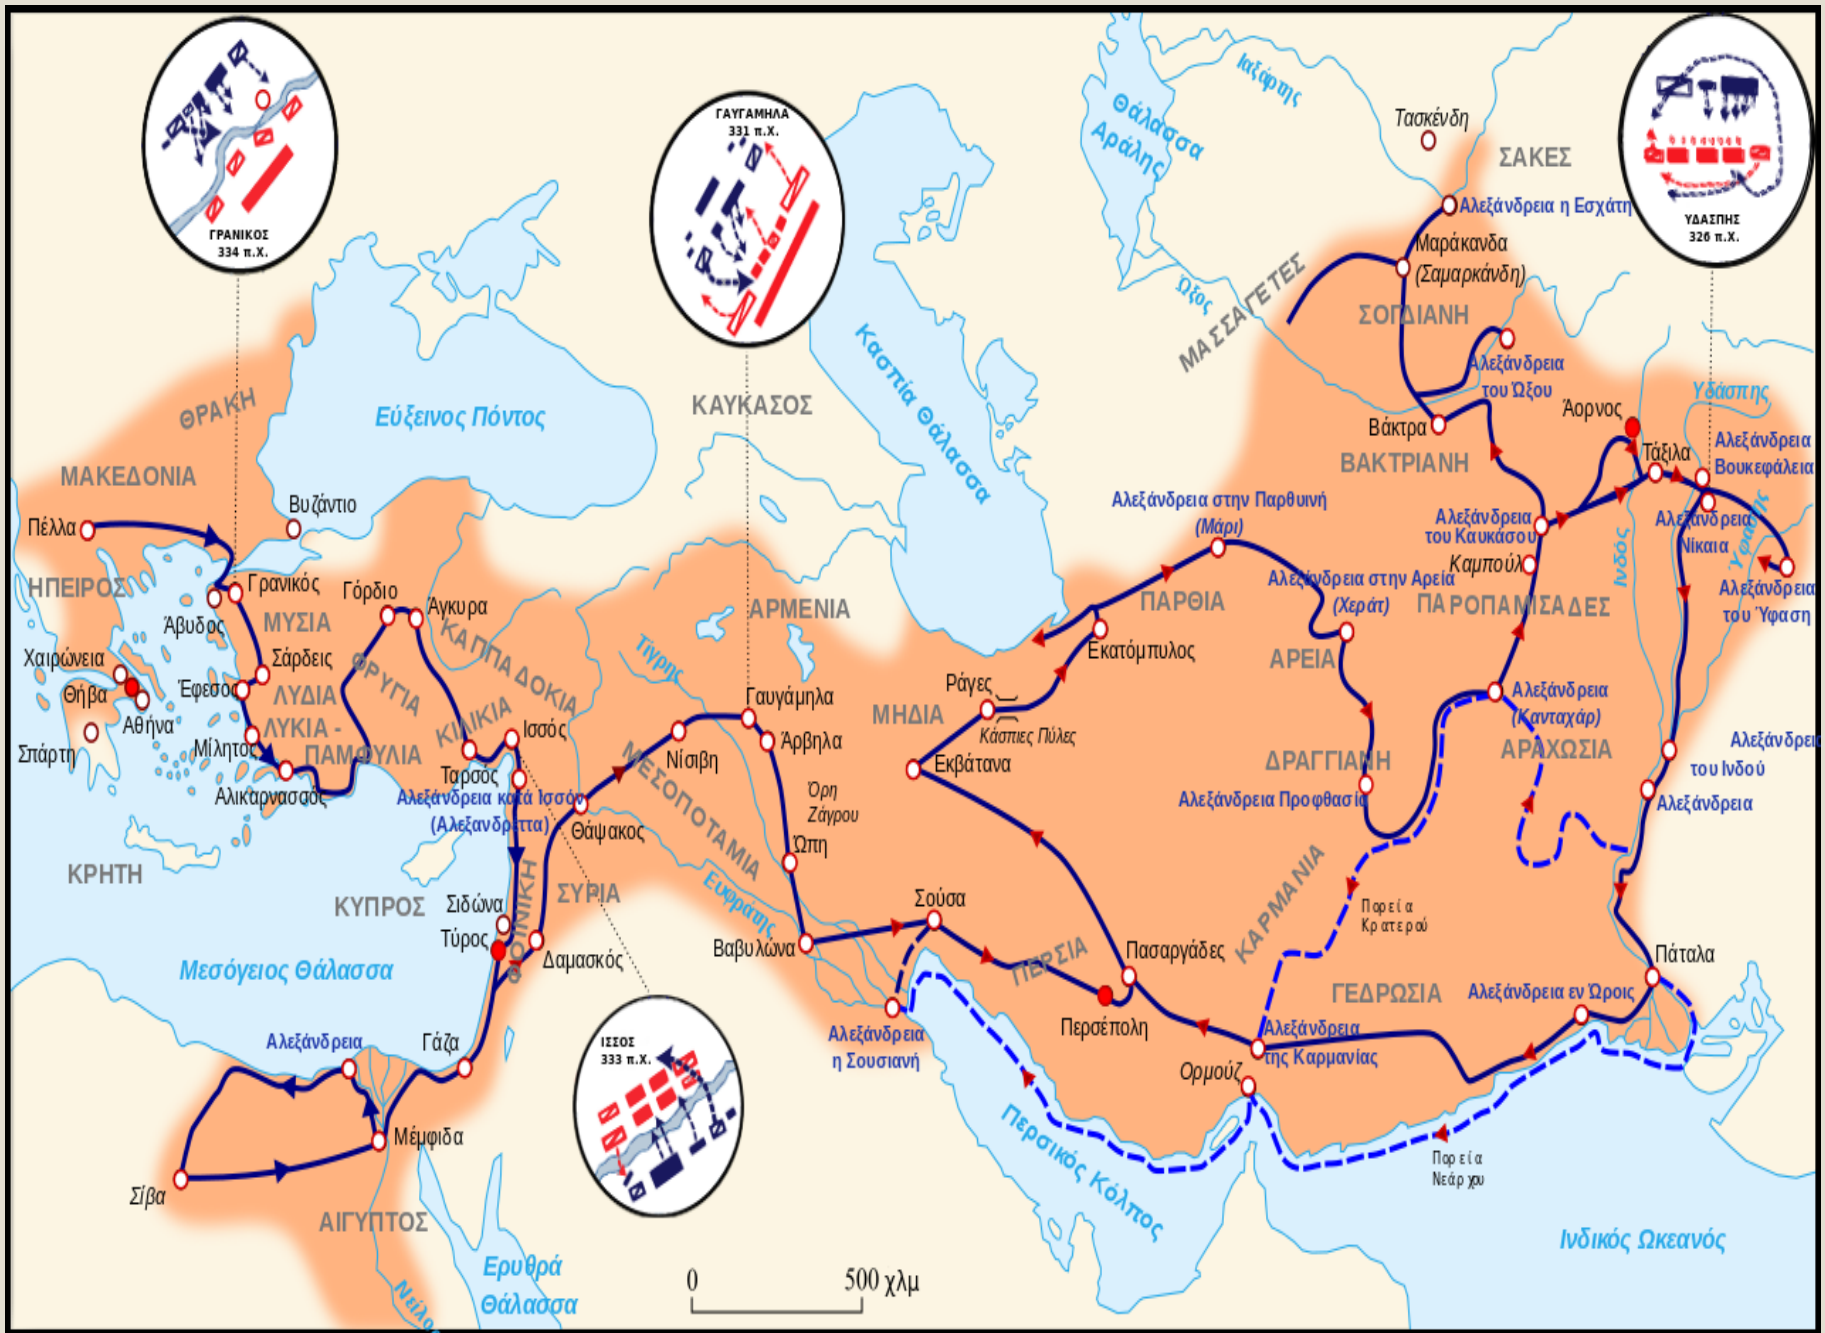 ΓΡΑΝΙΚΟΣ
334 π.Χ.
ΓΑΥΓΑΜΗΛΑ
331 π.Χ.
ΥΔΑΣΠΗΣ
326 π.Χ.
ΙΣΣΟΣ
333 π.Χ.
Θάλασσα
Αράλης
Ιαξάρτης
Τασκένδη
ΣΑΚΕΣ
Αλεξάνδρεια η Εσχάτη
Μαράκανδα
(Σαμαρκάνδη)
ΜΑΣΣΑΓΕΤΕΣ
Ώξος
ΣΟΓΔΙΑΝΗ
Αλεξάνδρεια
του Ώξου
Άορνος
Υδάσπης
Βάκτρα
ΒΑΚΤΡΙΑΝΗ
Τάξιλα
Αλεξάνδρεια
Βουκεφάλεια
Κασπία Θάλασσα
ΚΑΥΚΑΣΟΣ
Εύξεινος Πόντος
ΘΡΑΚΗ
ΜΑΚΕΔΟΝΙΑ
Βυζάντιο
Πέλλα
ΗΠΕΙΡΟΣ
Γρανικός
Άβυδος
ΜΥΣΙΑ
Γόρδιο
Άγκυρα
ΚΑΠΠΑΔΟΚΙΑ
ΑΡΜΕΝΙΑ
Τίγρης
Χαιρώνεια
Θήβα
Αθήνα
Σπάρτη
Σάρδεις
Έφεσος
ΛΥΔΙΑ
ΦΡΥΓΙΑ
ΛΥΚΙΑ -
ΠΑΜΦΥΛΙΑ
Μίλητος
Αλικαρνασσός
ΚΙΛΙΚΙΑ
Ισσός
Ταρσός
Αλεξάνδρεια κατά Ισσόν
(Αλεξανδρέττα)
Θάψακος
ΜΕΣΟΠΟΤΑΜΙΑ
Νίσιβη
Γαυγάμηλα
Άρβηλα
Όρη
Ζάγρου
Ώπη
ΜΗΔΙΑ
Ράγες
Κάσπιες Πύλες
Εκβάτανα
Εκατόμπυλος
ΠΑΡΘΙΑ
Αλεξάνδρεια στην Παρθυινή
(Μάρι)
Αλεξάνδρεια στην Αρεία
(Χεράτ)
ΑΡΕΙΑ
Αλεξάνδρεια
του Καυκάσου
Καμπούλ
ΠΑΡΟΠΑΜΙΣΑΔΕΣ
Ινδός
Αλεξάνδρεια
Νίκαια
Ύφασης
Αλεξάνδρεια
του Ύφαση
Αλεξάνδρεια
(Κανταχάρ)
ΑΡΑΧΩΣΙΑ
ΔΡΑΓΓΙΑΝΗ
Αλεξάνδρεια Προφθασία
Αλεξάνδρει
του Ινδού
Αλεξάνδρεια
ΚΡΗΤΗ
ΚΥΠΡΟΣ
Σιδώνα
Τύρος
ΦΟΙΝΙΚΗ
ΣΥΡΙΑ
Δαμασκός
Ευφράτης
Βαβυλώνα
Σούσα
ΠΕΡΣΙΑ
Πασαργάδες
Περσέπολη
ΚΑΡΜΑΝΙΑ
Πορεία
Κρατερού
ΓΕΔΡΩΣΙΑ
Αλεξάνδρεια εν Ώροις
Πάταλα
Μεσόγειος Θάλασσα
Αλεξάνδρεια
Γάζα
Αλεξάνδρεια
η Σουσιανή
Αλεξάνδρεια
της Καρμανίας
Ορμούζ
Μέμφιδα
Σίβα
ΑΙΓΥΠΤΟΣ
Νείλος
Ερυθρά
Θάλασσα
Περσικός Κόλπος
Πορεία
Νεάρχου
Ινδικός Ωκεανός
0 500 χλμ